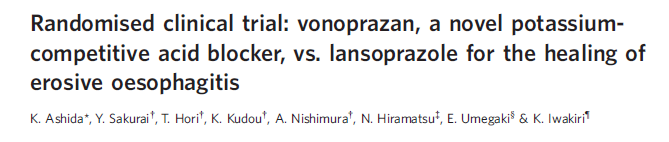 Randomised clinical trial: vonoprazan, a novel potassium-
competitive acid blocker, vs. lansoprazole for the healing of
erosive oesophagitis
K. Ashida*, Y. Sakurai†, T. Hori†, K. Kudou†, A. Nishimura†, N. Hiramatsu‡, E. Umegaki§ & K. Iwakiri¶